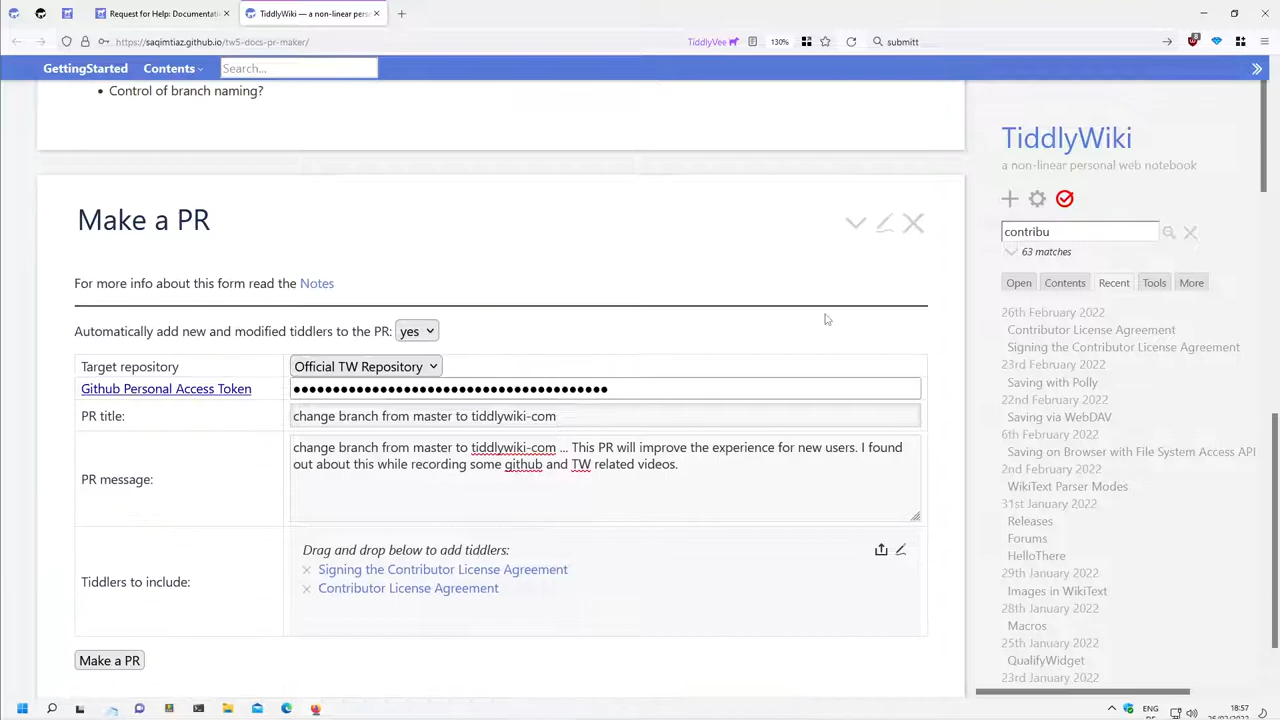 Request for Help: Documentati
TiddlyWiki — a non-linear pers
https://saqimtiaz.github.io/tw5-docs-pr-maker/
TiddlyVee
130%
submitt
GettingStarted
Contents
Search...
• Control of branch naming?
Make a PR
For more info about this form read the Notes
Automatically add new and modified tiddlers to the PR: yes
Target repository
Official TW Repository
Github Personal Access Token
PR title:
change branch from master to tiddlywiki-com
PR message:
change branch from master to tiddlywiki-com ... This PR will improve the experience for new users. I found
out about this while recording some github and TW related videos.
Tiddlers to include:
Drag and drop below to add tiddlers:
Signing the Contributor License Agreement
Contributor License Agreement
Make a PR
TiddlyWiki
a non-linear personal web notebook
contribu
63 matches
Open
Contents
Recent
Tools
More
26th February 2022
Contributor License Agreement
Signing the Contributor License Agreement
23rd February 2022
Saving with Polly
22nd February 2022
Saving via WebDAV
6th February 2022
Saving on Browser with File System Access API
2nd February 2022
WikiText Parser Modes
31st January 2022
Releases
Forums
HelloThere
29th January 2022
Images in WikiText
28th January 2022
Macros
25th January 2022
QualifyWidget
23rd January 2022
ENG
18:57